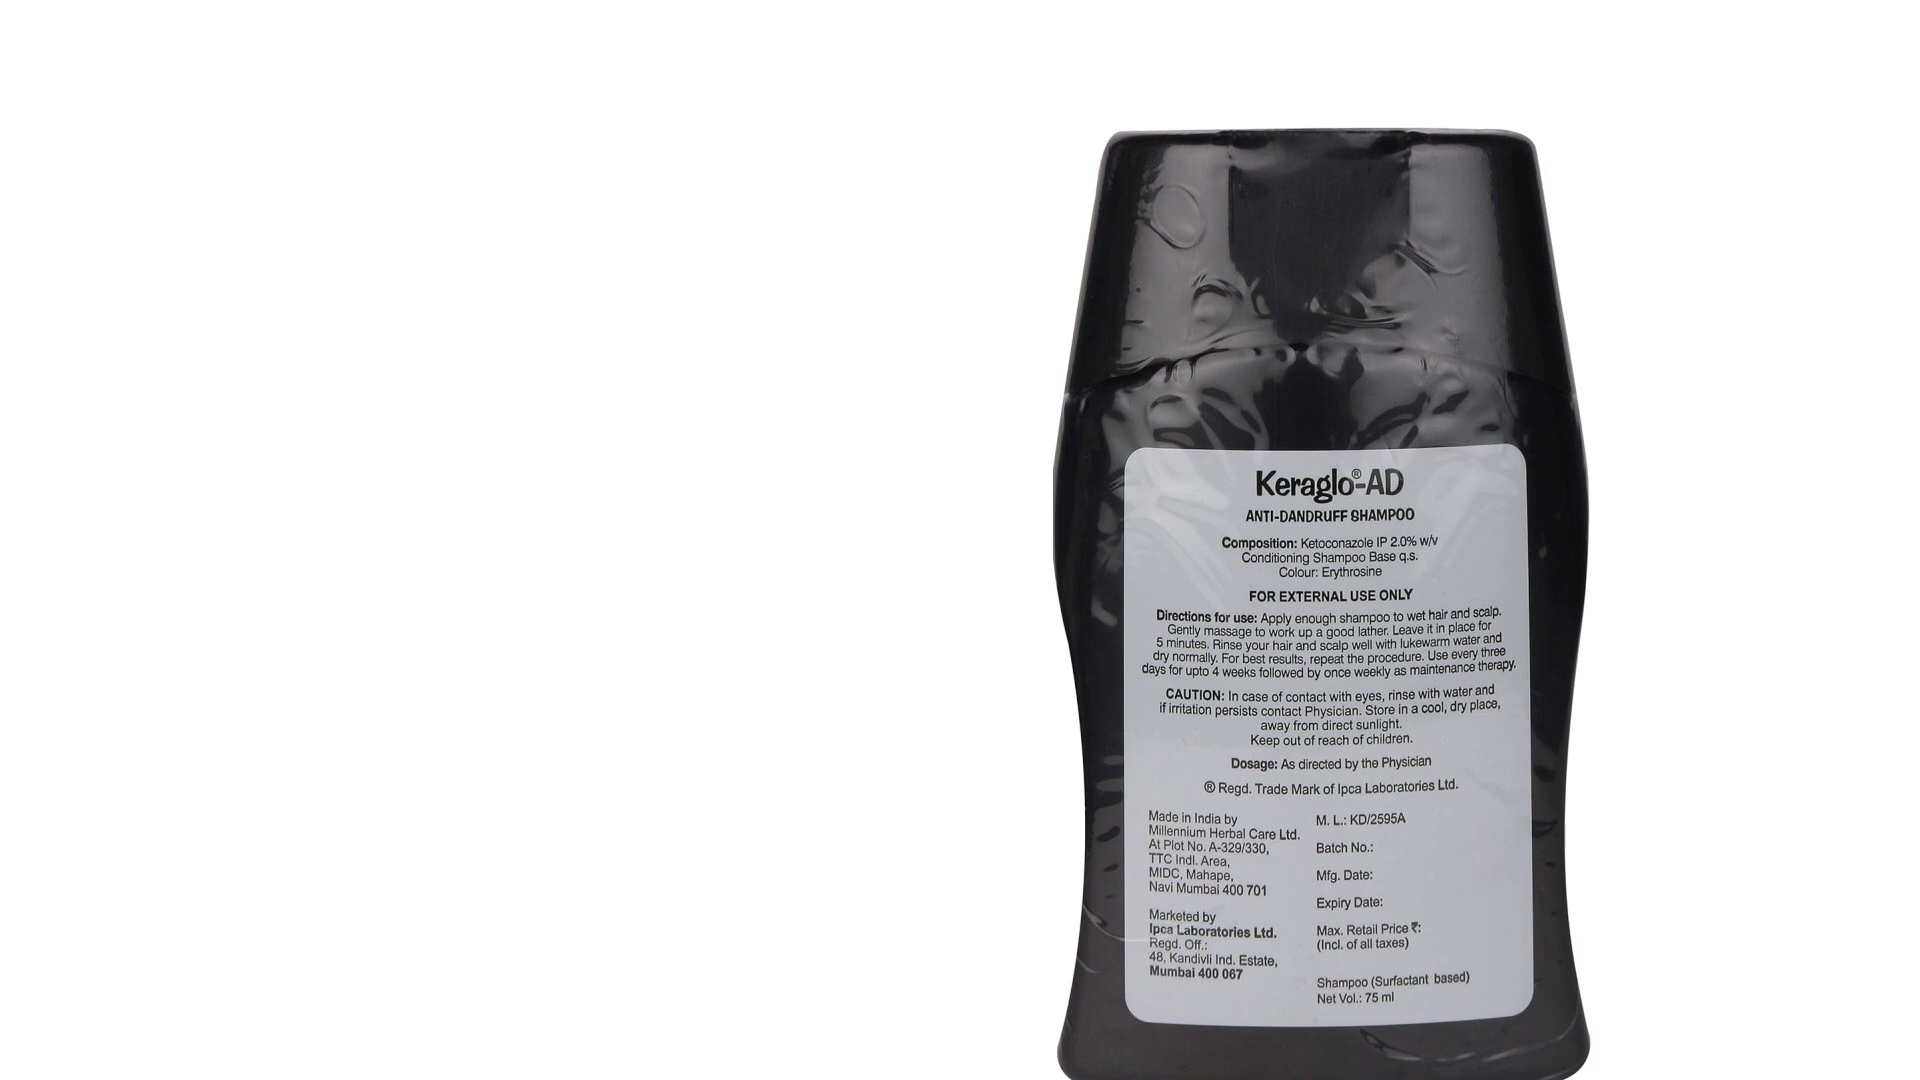 Keraglo®-AD
ANTI-DANDRUFF SHAMPOO
Composition: Ketoconazole IP 2.0% w/v
Conditioning Shampoo Base q.s.
Colour: Erythrosine
FOR EXTERNAL USE ONLY
Directions for use: Apply enough shampoo to wet hair and scalp.
Gently massage to work up a good lather. Leave it in place for
5 minutes. Rinse your hair and scalp well with lukewarm water and
dry normally. For best results, repeat the procedure. Use every three
days for upto 4 weeks followed by once weekly as maintenance therapy.
CAUTION: In case of contact with eyes, rinse with water and
if irritation persists contact Physician. Store in a cool, dry place,
away from direct sunlight.
Keep out of reach of children.
Dosage: As directed by the Physician
® Regd. Trade Mark of Ipca Laboratories Ltd.
Made in India by
Millennium Herbal Care Ltd.
At Plot No. A-329/330,
TTC Indl. Area,
MIDC, Mahape,
Navi Mumbai 400 701
Marketed by
Ipca Laboratories Ltd.
Regd. Off.:
48, Kandivli Ind. Estate,
Mumbai 400 067
M. L.: KD/2595A
Batch No.:
Mfg. Date:
Expiry Date:
Max. Retail Price ₹:
(Incl. of all taxes)
Shampoo (Surfactant based)
Net Vol.: 75 ml